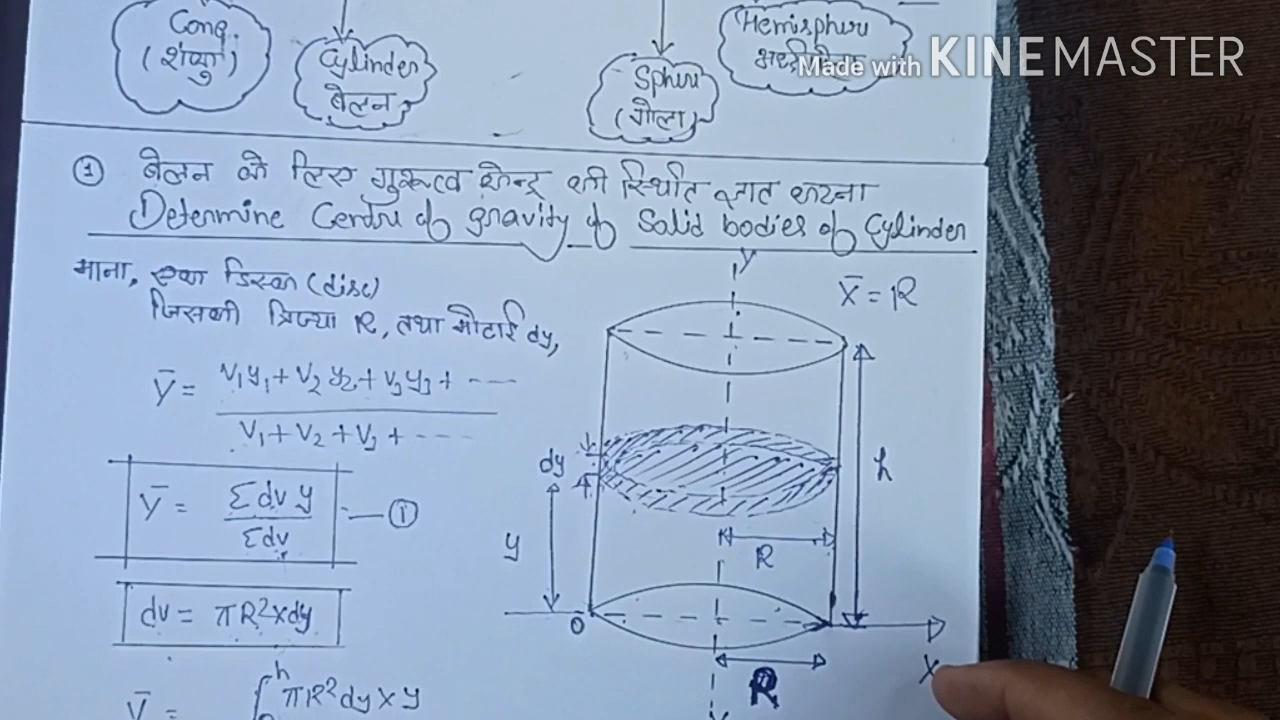 Cone
(शंकु)
Cylinder
बेलन
Sphere
(गोला)
Hemisphere
Made with KINEMASTER
① बेलन के लिए गुरूत्व केन्द्र की स्थिति ज्ञात करना
Determine Centre of gravity of Solid bodies of Cylinder
माना, एक डिस्क (disc)
जिसकी त्रिज्या R, तथा मोटाई dy,
Ȳ = V₁y₁ + V₂y₂ + V₃y₃ + ---- / V₁ + V₂ + V₃ + ----
Ȳ = Σdv y / Σdv — ①
dv = πR² x dy
Ȳ = ∫₀ʰ πR² dy x y
Y
X̄ = R
dy
h
y
R
O
X
R
Y